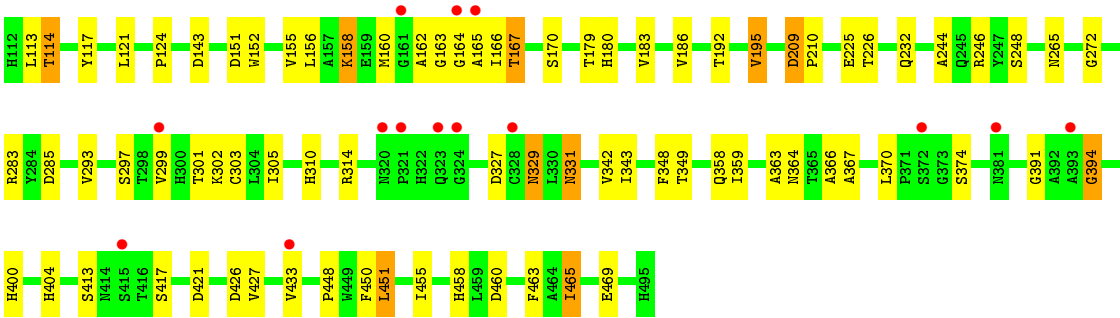 H112 L113 T114 Y117 L121 P124 D143 D151 W152 V155 L156 A157 K158 E159 M160 G161 A162 G163 G164 A165 I166 T167 S170 T179 H180 V183 V186 T192 V195 D209 P210 E225 T226 Q232 A244 Q245 R246 Y247 S248 N265 G272
R283 Y284 D285 V293 S297 T298 V299 H300 T301 K302 C303 L304 I305 H310 R314 N320 P321 H322 Q323 G324 D327 C328 N329 L330 N331 V342 I343 F348 T349 Q358 I359 A363 N364 T365 A366 A367 L370 P371 S372 G373 S374 N381 G391 A392 A393 G394
H400 H404 S413 N414 S415 T416 S417 D421 D426 V427 V433 P448 W449 F450 L451 I455 H458 L459 D460 F463 A464 I465 E469 H495